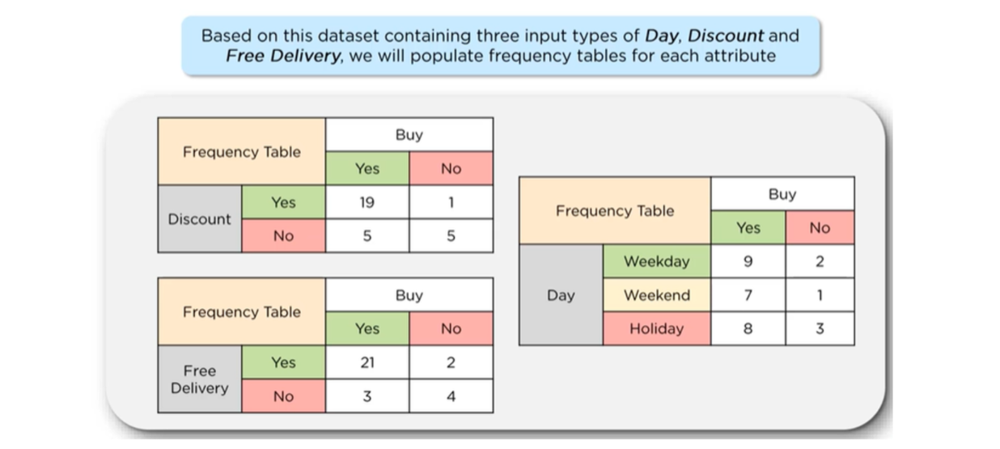 Based on this dataset containing three input types of Day, Discount and
Free Delivery, we will populate frequency tables for each attribute
Frequency Table
Buy
Yes No
Discount
Yes 19 1
No 5 5
Frequency Table
Buy
Yes No
Free
Delivery
Yes 21 2
No 3 4
Frequency Table
Buy
Yes No
Day
Weekday 9 2
Weekend 7 1
Holiday 8 3